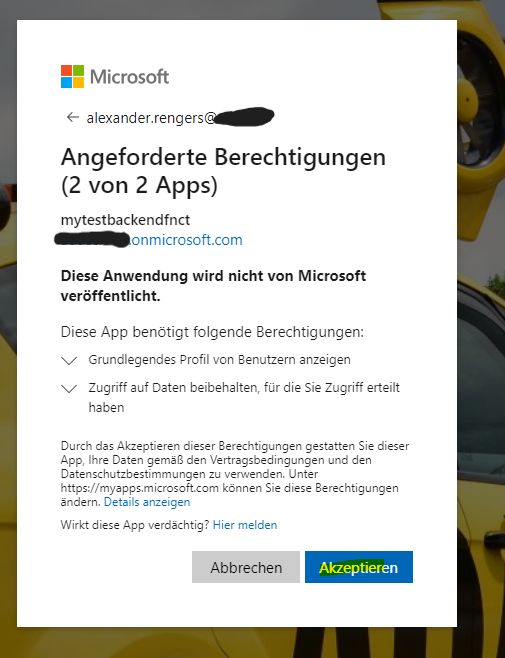 Microsoft
alexander.rengers@
Angeforderte Berechtigungen
(2 von 2 Apps)
mytestbackendfnct
.onmicrosoft.com
Diese Anwendung wird nicht von Microsoft
veröffentlicht.
Diese App benötigt folgende Berechtigungen:
Grundlegendes Profil von Benutzern anzeigen
Zugriff auf Daten beibehalten, für die Sie Zugriff erteilt
haben
Durch das Akzeptieren dieser Berechtigungen gestatten Sie dieser
App, Ihre Daten gemäß den Vertragsbedingungen und den
Datenschutzbestimmungen zu verwenden. Unter
https://myapps.microsoft.com können Sie diese Berechtigungen
ändern. Details anzeigen
Wirkt diese App verdächtig? Hier melden
Abbrechen Akzeptieren